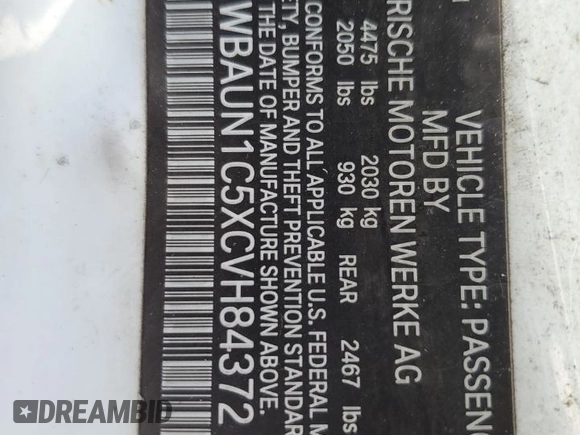 VEHICLE TYPE: PASSEN
MFD BY
RISCHE MOTOREN WERKE AG
4475 lbs 2030 kg
2050 lbs 930 kg REAR 2467 lbs
CONFORMS TO ALL APPLICABLE U.S. FEDERAL M
ETY, BUMPER AND THEFT PREVENTION STANDAR
THE DATE OF MANUFACTURE SHOWN ABOVE.
WBAUN1C5XCVH84372
DREAMBID